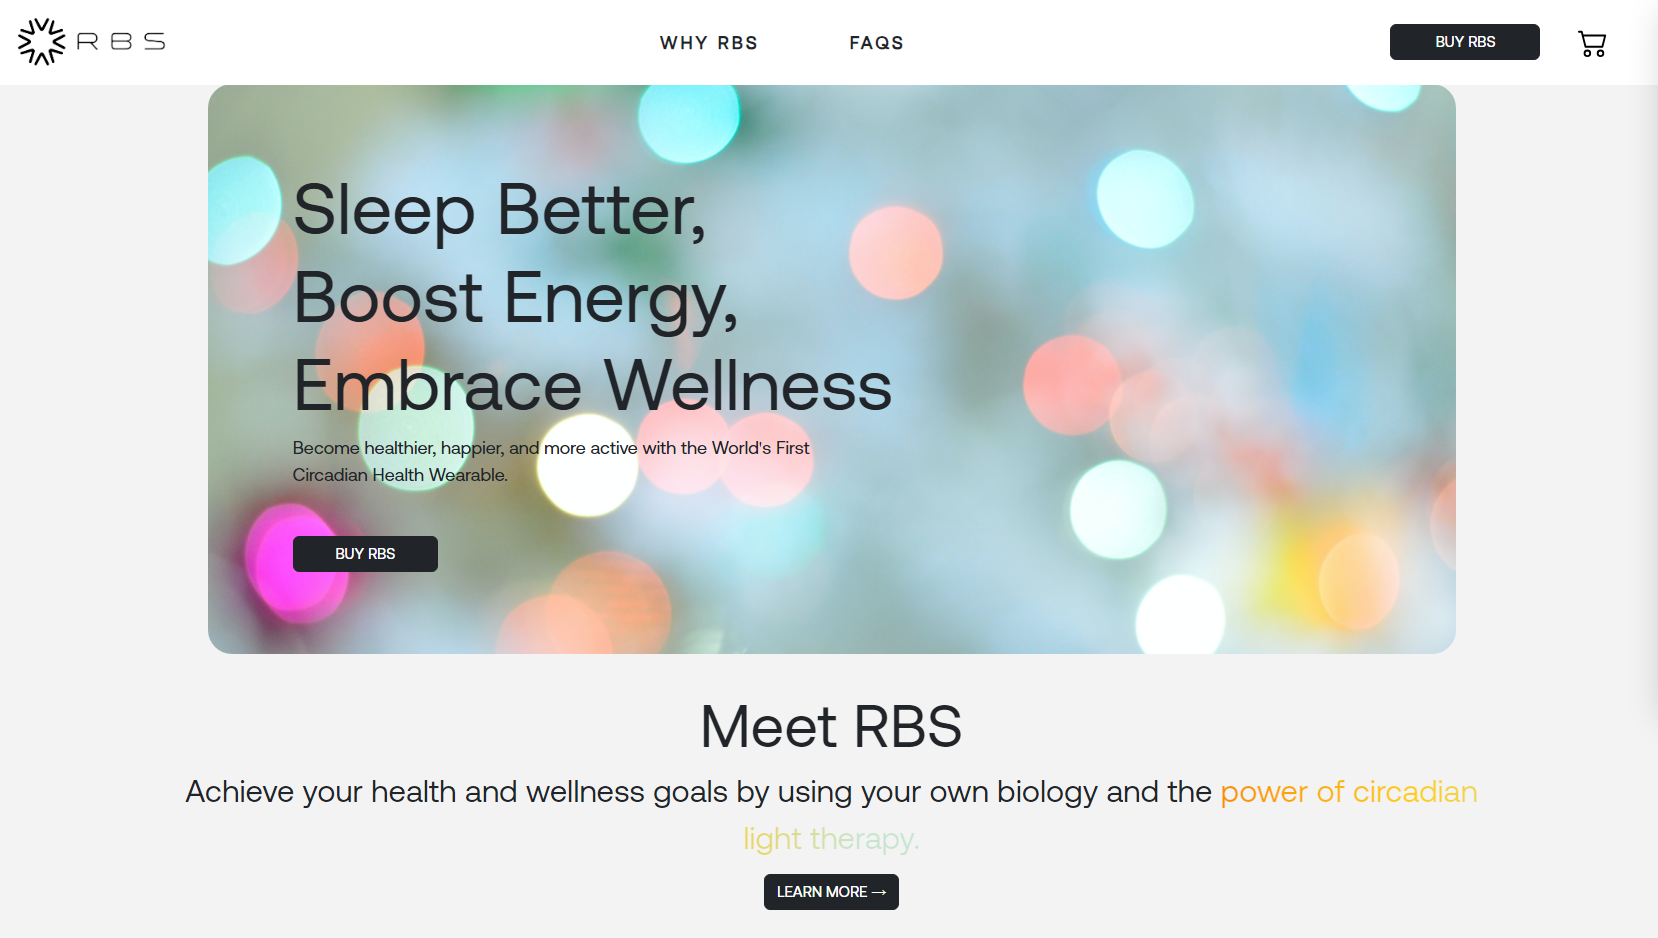 RBS
WHY RBS
FAQS
BUY RBS
Sleep Better,
Boost Energy,
Embrace Wellness
Become healthier, happier, and more active with the World's First
Circadian Health Wearable.
BUY RBS
Meet RBS
Achieve your health and wellness goals by using your own biology and the power of circadian
light therapy.
LEARN MORE →